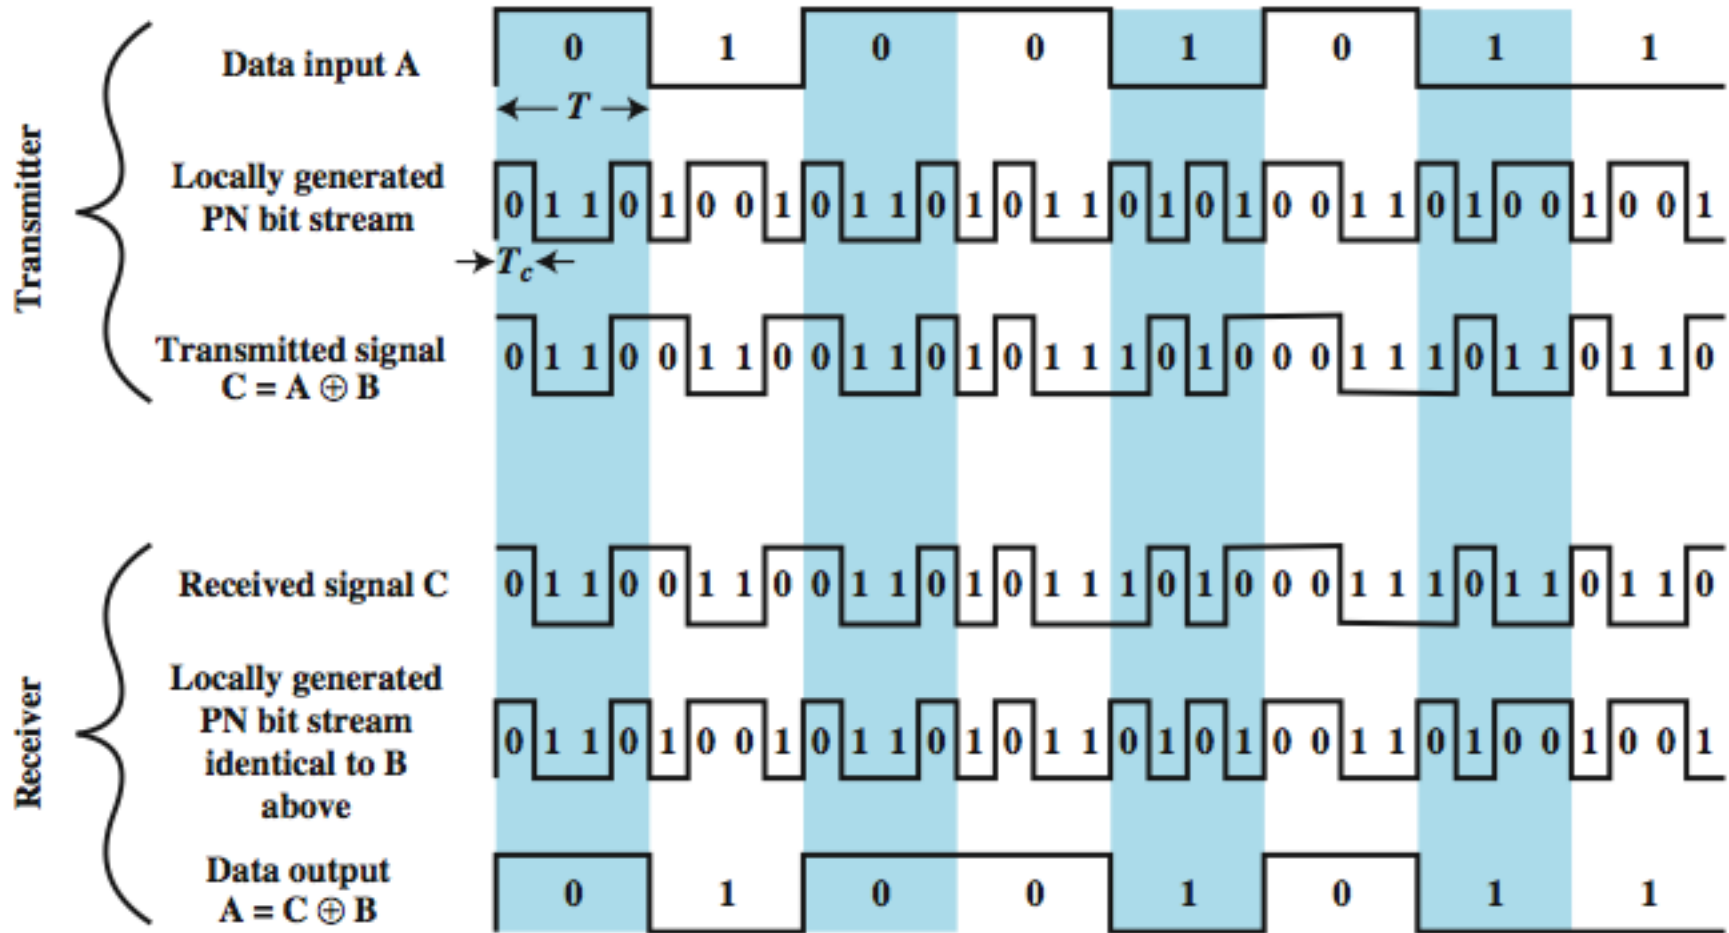 Transmitter
Data input A
0 1 0 0 1 0 1 1
T
Locally generated
PN bit stream
0 1 1 0 1 0 0 1 0 1 1 0 1 0 1 1 0 1 0 1 0 0 1 1 0 1 0 0 1 0 0 1
Tc
Transmitted signal
C = A ⊕ B
0 1 1 0 0 1 1 0 0 1 1 0 1 0 1 1 1 0 1 0 0 0 1 1 1 0 1 1 0 1 1 0
Receiver
Received signal C
0 1 1 0 0 1 1 0 0 1 1 0 1 0 1 1 1 0 1 0 0 0 1 1 1 0 1 1 0 1 1 0
Locally generated
PN bit stream
identical to B
above
0 1 1 0 1 0 0 1 0 1 1 0 1 0 1 1 0 1 0 1 0 0 1 1 0 1 0 0 1 0 0 1
Data output
A = C ⊕ B
0 1 0 0 1 0 1 1